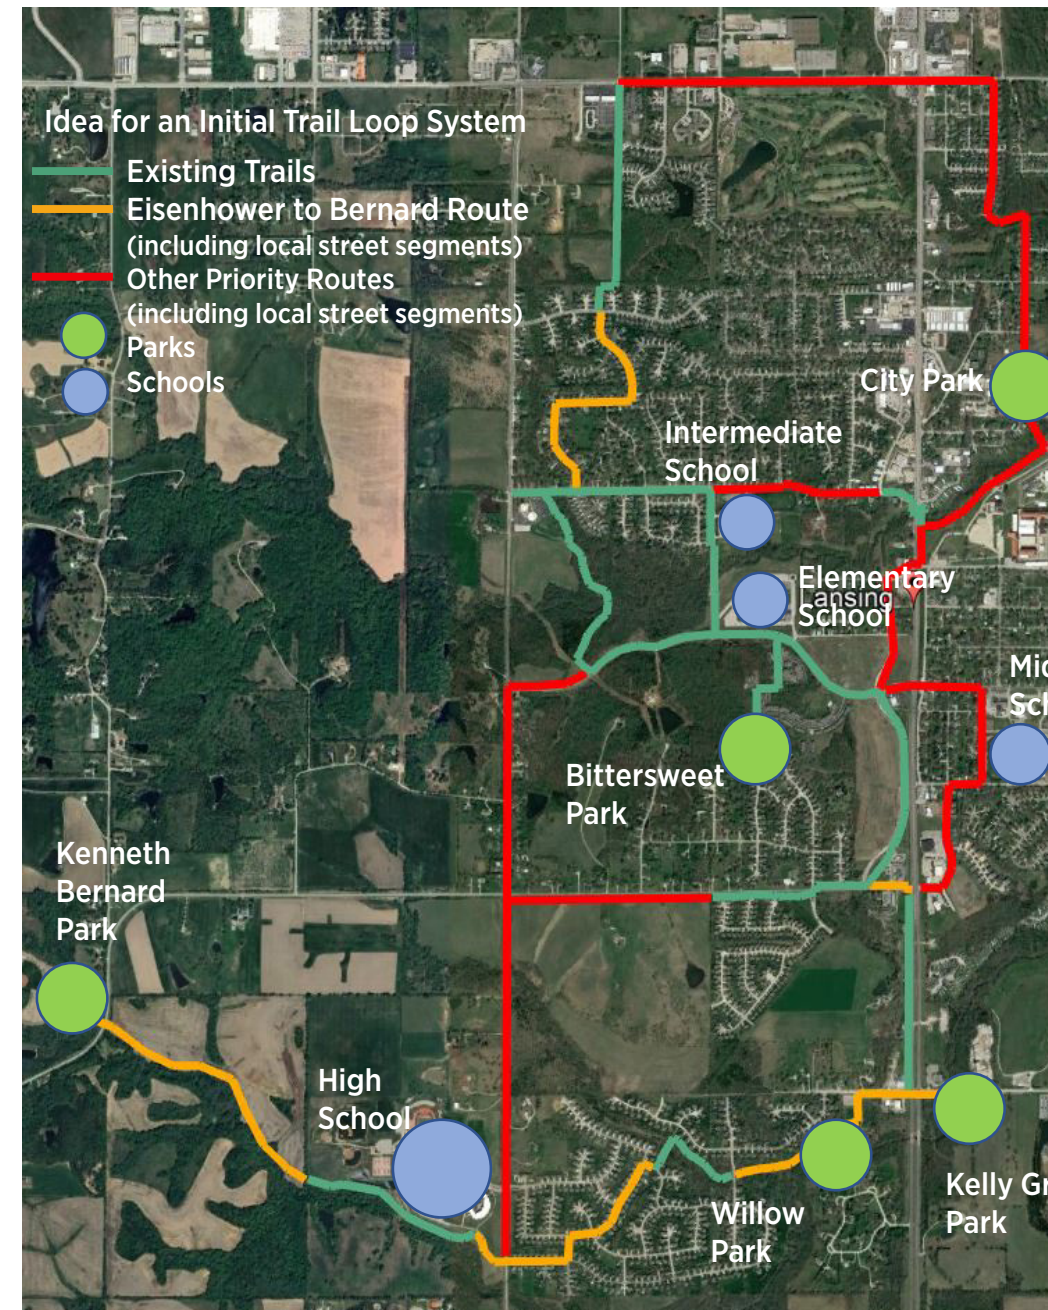 Idea for an Initial Trail Loop System
Existing Trails
Eisenhower to Bernard Route
(including local street segments)
Other Priority Routes
(including local street segments)
Parks
Schools
City Park
Intermediate
School
Elementary
Lansing
School
Mid
Sch
Bittersweet
Park
Kenneth
Bernard
Park
High
School
Willow
Park
Kelly Gr
Park